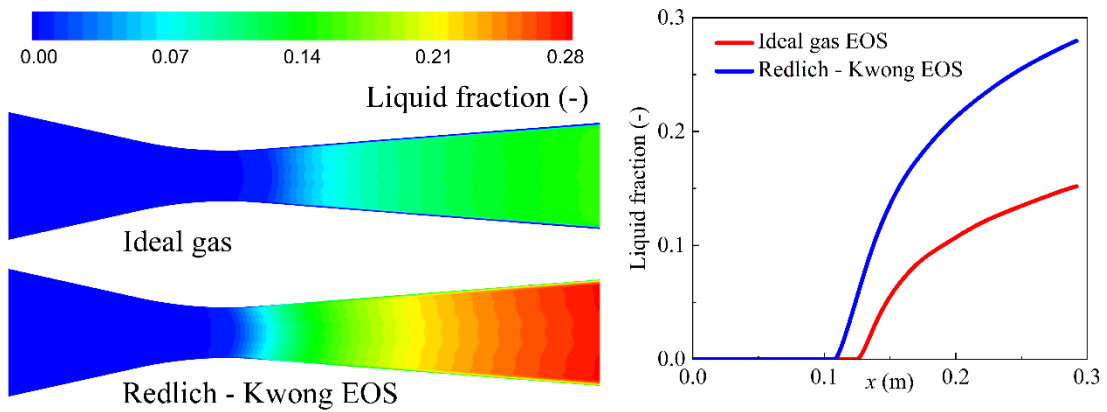 0.00 0.07 0.14 0.21 0.28
Liquid fraction (-)
Ideal gas
Redlich - Kwong EOS
0.3
0.2
0.1
0.0
Liquid fraction (-)
Ideal gas EOS
Redlich - Kwong EOS
0.0 0.1 0.2 0.3
x (m)